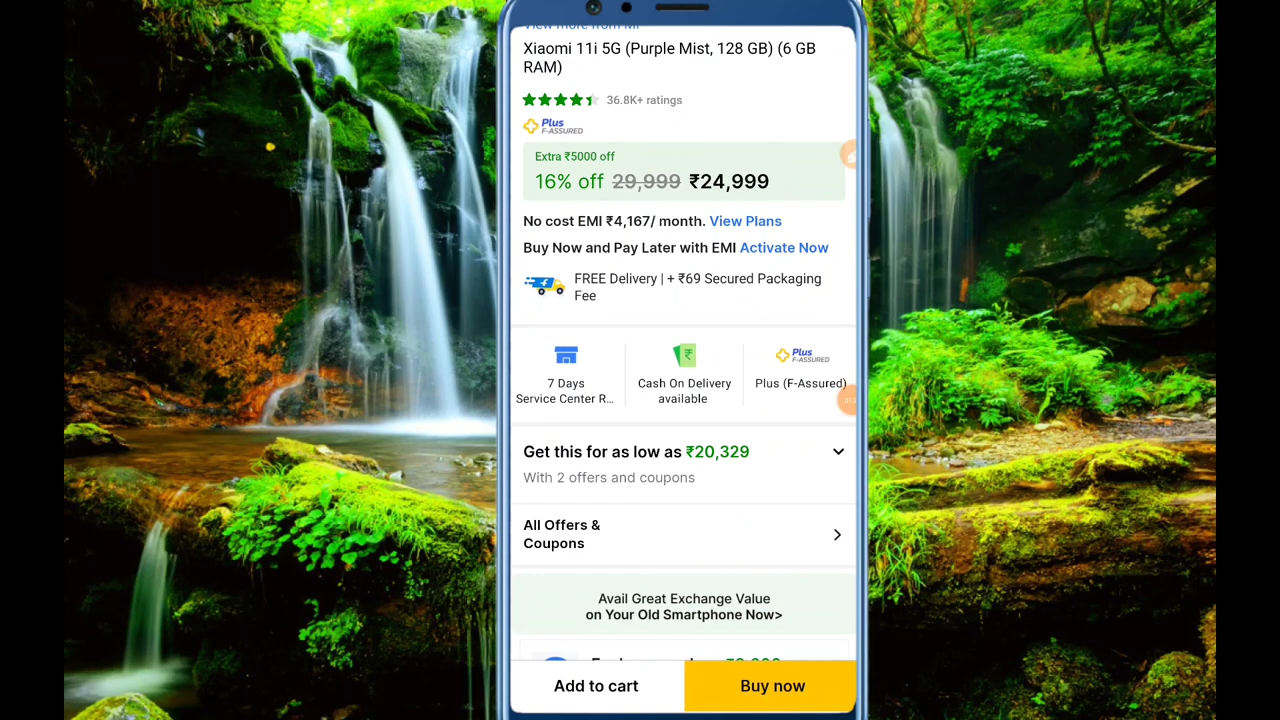 View more from MI
Xiaomi 11i 5G (Purple Mist, 128 GB) (6 GB
RAM)
36.8K+ ratings
Plus
F-ASSURED
Extra ₹5000 off
16% off 29,999 ₹24,999
No cost EMI ₹4,167/ month. View Plans
Buy Now and Pay Later with EMI Activate Now
FREE Delivery | + ₹69 Secured Packaging
Fee
7 Days
Service Center R...
Cash On Delivery
available
Plus
F-ASSURED
Plus (F-Assured)
Get this for as low as ₹20,329
With 2 offers and coupons
All Offers &
Coupons
Avail Great Exchange Value
on Your Old Smartphone Now>
Add to cart
Buy now